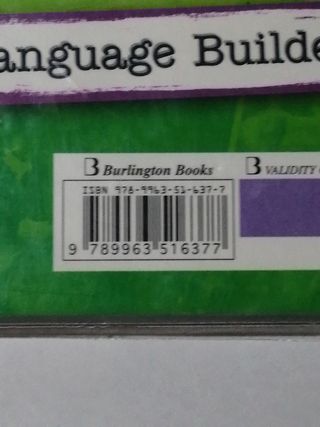 anguage Builde
B Burlington Books
B VALIDITY
ISBN 978-9963-51-637-7
9 789963 516377